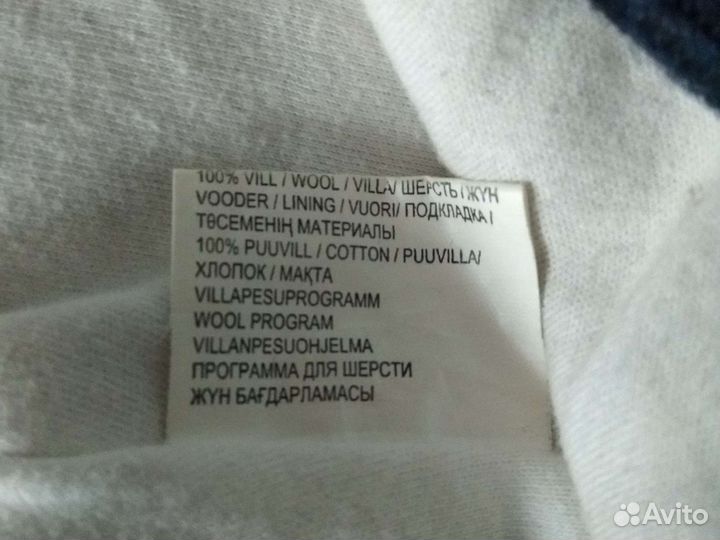 100% VILL / WOOL / VILLA/ ШЕРСТЬ / ЖҮН
VOODER / LINING / VUORI/ ПОДКЛАДКА /
ТӨСЕМЕНІҢ МАТЕРИАЛЫ
100% PUUVILL / COTTON / PUUVILLA/
ХЛОПОК / МАҚТА
VILLAPESUPROGRAMM
WOOL PROGRAM
VILLANPESUOHJELMA
ПРОГРАММА ДЛЯ ШЕРСТИ
ЖҮН БАҒДАРЛАМАСЫ
Avito